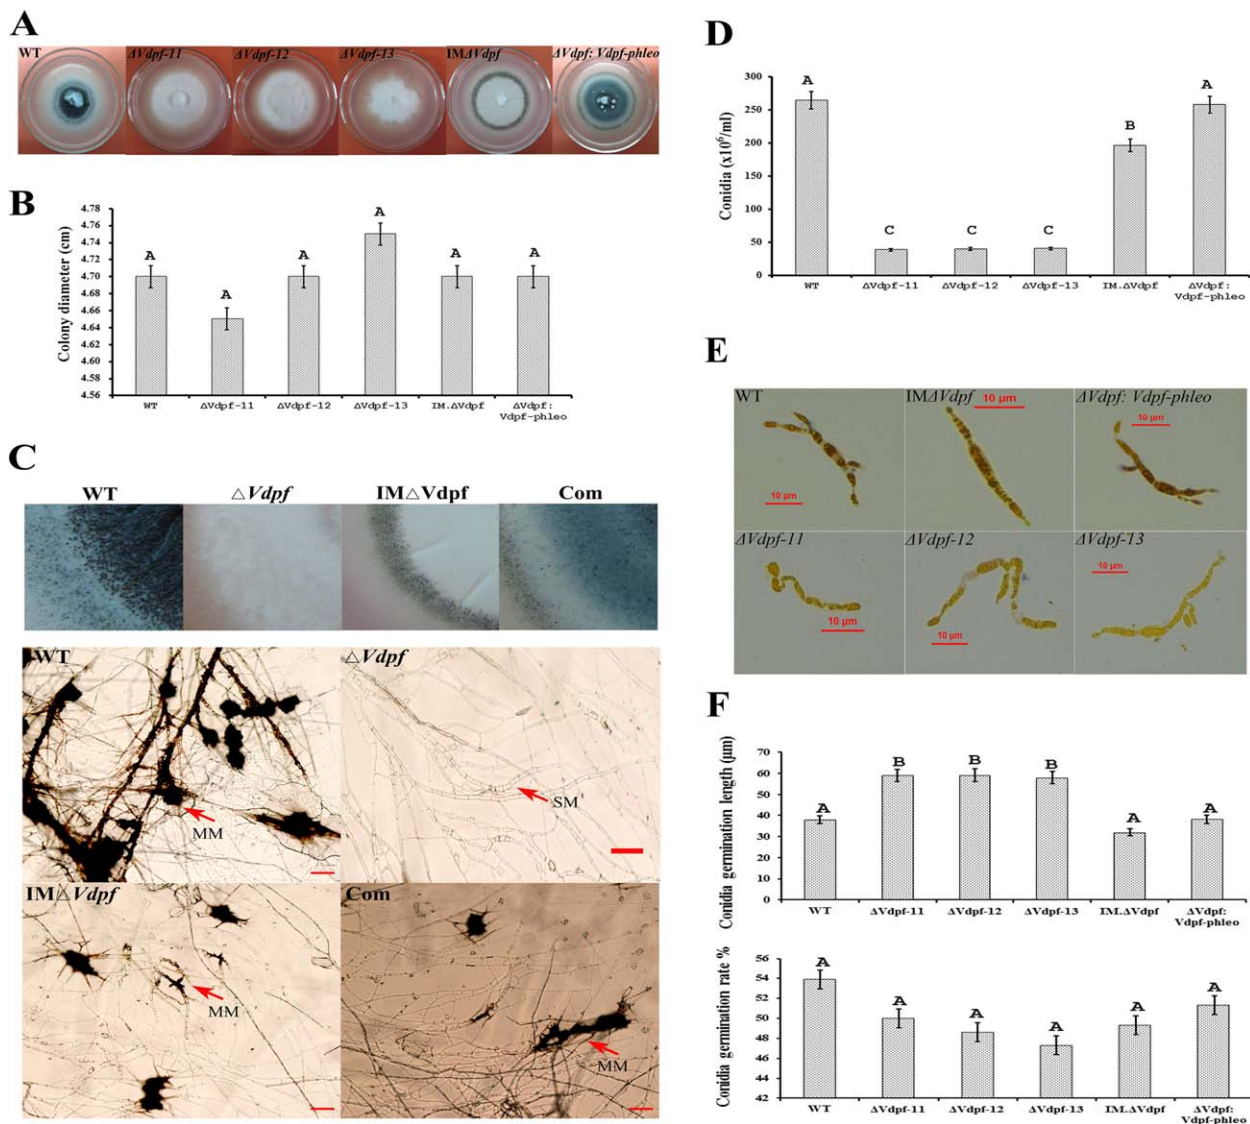 A
WT
ΔVdpf-11
ΔVdpf-12
ΔVdpf-13
IMΔVdpf
ΔVdpf: Vdpf-phleo
B
Colony diameter (cm)
4.78
4.76
4.74
4.72
4.70
4.68
4.66
4.64
4.62
4.60
4.58
4.56
A
A
A
A
A
A
WT
ΔVdpf-11
ΔVdpf-12
ΔVdpf-13
IM.ΔVdpf
ΔVdpf:
Vdpf-phleo
C
WT
△Vdpf
IM△Vdpf
Com
WT
MM
△Vdpf
SM
IM△Vdpf
MM
Com
MM
D
Conidia (x10⁶/ml)
300
250
200
150
100
50
0
A
C
C
C
B
A
WT
ΔVdpf-11
ΔVdpf-12
ΔVdpf-13
IM.ΔVdpf
ΔVdpf:
Vdpf-phleo
E
WT
10 μm
IMΔVdpf
10 μm
ΔVdpf: Vdpf-phleo
10 μm
ΔVdpf-11
10 μm
ΔVdpf-12
10 μm
ΔVdpf-13
10 μm
F
Conidia germination length (μm)
70
60
50
40
30
20
10
0
A
B
B
B
A
A
WT
ΔVdpf-11
ΔVdpf-12
ΔVdpf-13
IM.ΔVdpf
ΔVdpf:
Vdpf-phleo
Conidia germination rate %
56
54
52
50
48
46
44
42
A
A
A
A
A
A
WT
ΔVdpf-11
ΔVdpf-12
ΔVdpf-13
IM.ΔVdpf
ΔVdpf:
Vdpf-phleo